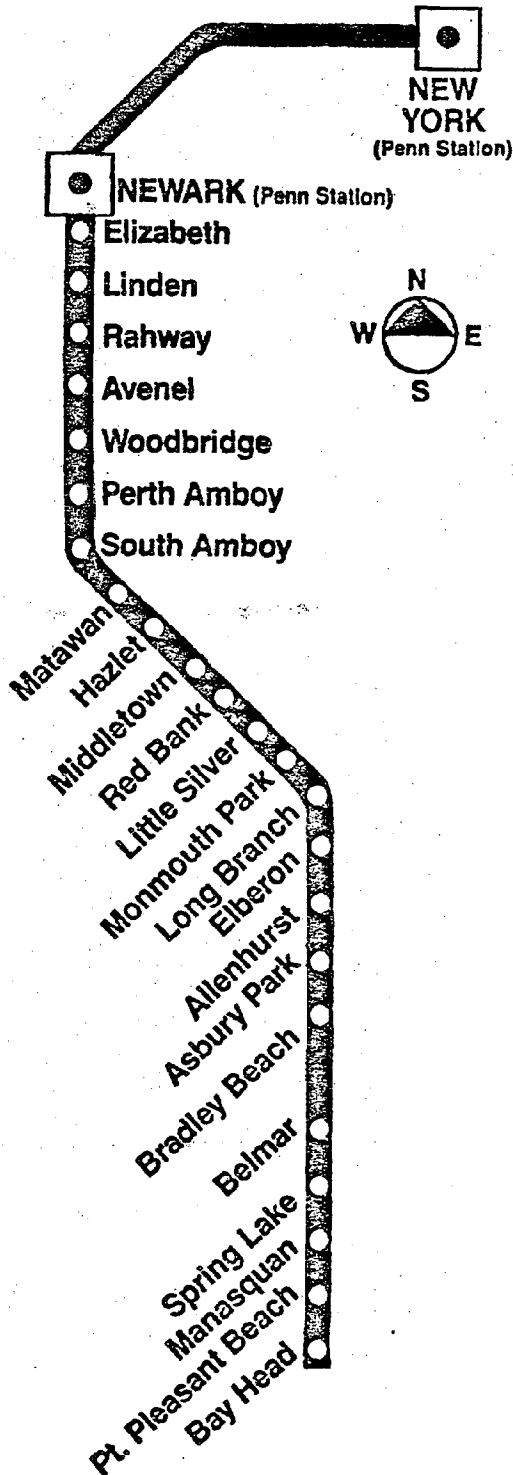 NEW
YORK
(Penn Station)
NEWARK (Penn Station)
Elizabeth
Linden
N
W E
S
Rahway
Avenel
Woodbridge
Perth Amboy
South Amboy
Matawan
Hazlet
Middletown
Red Bank
Little Silver
Monmouth Park
Long Branch
Elberon
Allenhurst
Asbury Park
Bradley Beach
Belmar
Spring Lake
Manasquan
Pt. Pleasant Beach
Bay Head